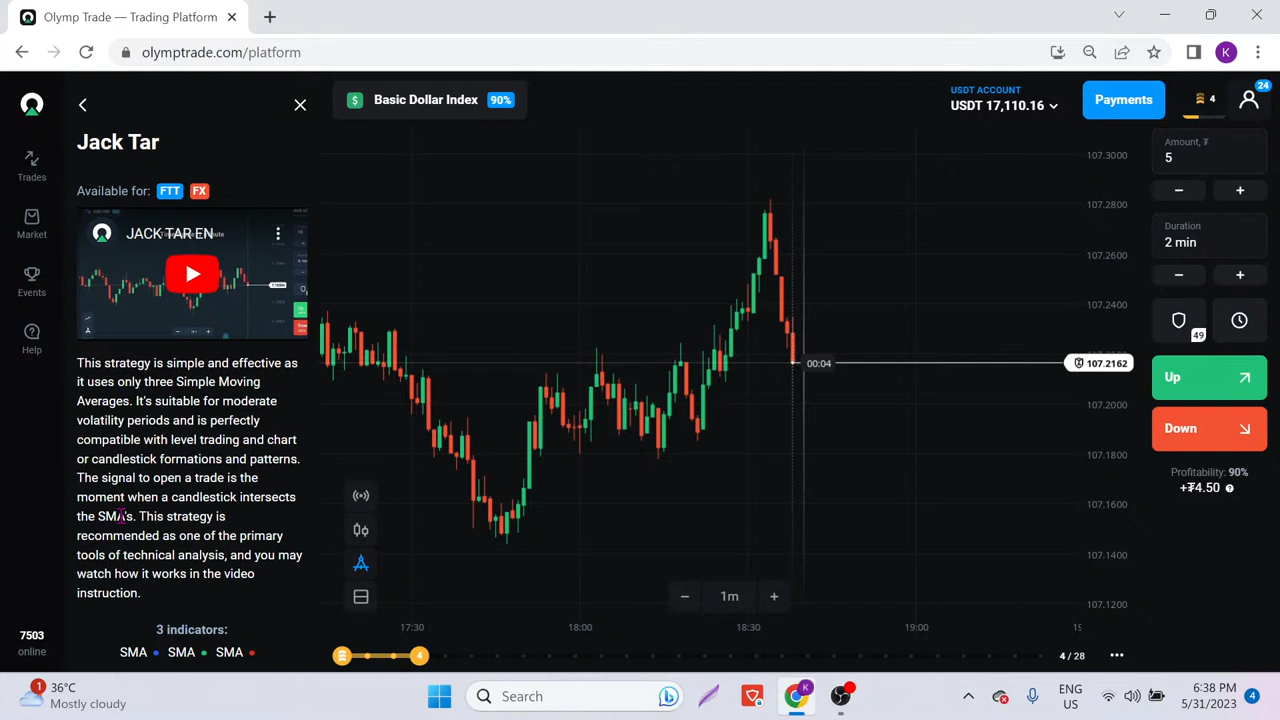 Olymp Trade — Trading Platform
olymptrade.com/platform
K
Trades
Market
Events
Help
7503
online
Jack Tar
Available for: FTT FX
JACK TAR EN
This strategy is simple and effective as
it uses only three Simple Moving
Averages. It's suitable for moderate
volatility periods and is perfectly
compatible with level trading and chart
or candlestick formations and patterns.
The signal to open a trade is the
moment when a candlestick intersects
the SMA's. This strategy is
recommended as one of the primary
tools of technical analysis, and you may
watch how it works in the video
instruction.
3 indicators:
SMA SMA SMA
$ Basic Dollar Index 90%
USDT ACCOUNT
USDT 17,110.16
Payments
4
24
107.3000
107.2800
107.2600
107.2400
00:04
107.2162
107.2000
107.1800
107.1600
107.1400
107.1200
− 1m +
17:30 18:00 18:30 19:00
4
4 / 28
Amount, ₮
5
− +
Duration
2 min
− +
49
Up
Down
Profitability: 90%
+₮4.50
1
36°C
Mostly cloudy
Search
K
ENG
US
6:38 PM
5/31/2023
4